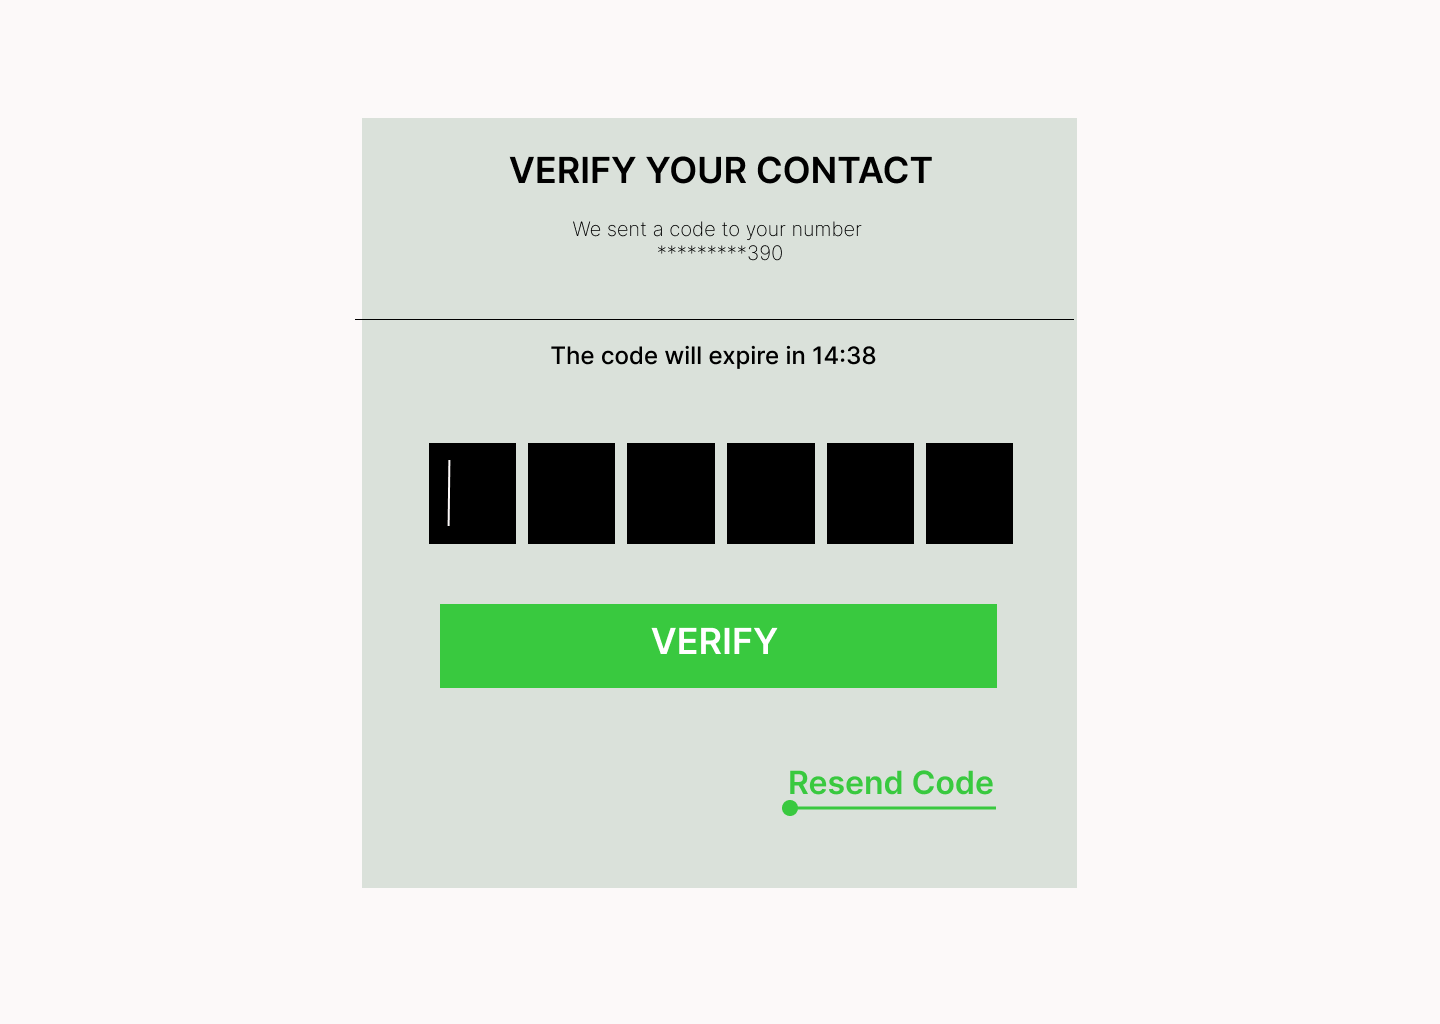 VERIFY YOUR CONTACT
We sent a code to your number
*********390
The code will expire in 14:38
VERIFY
Resend Code